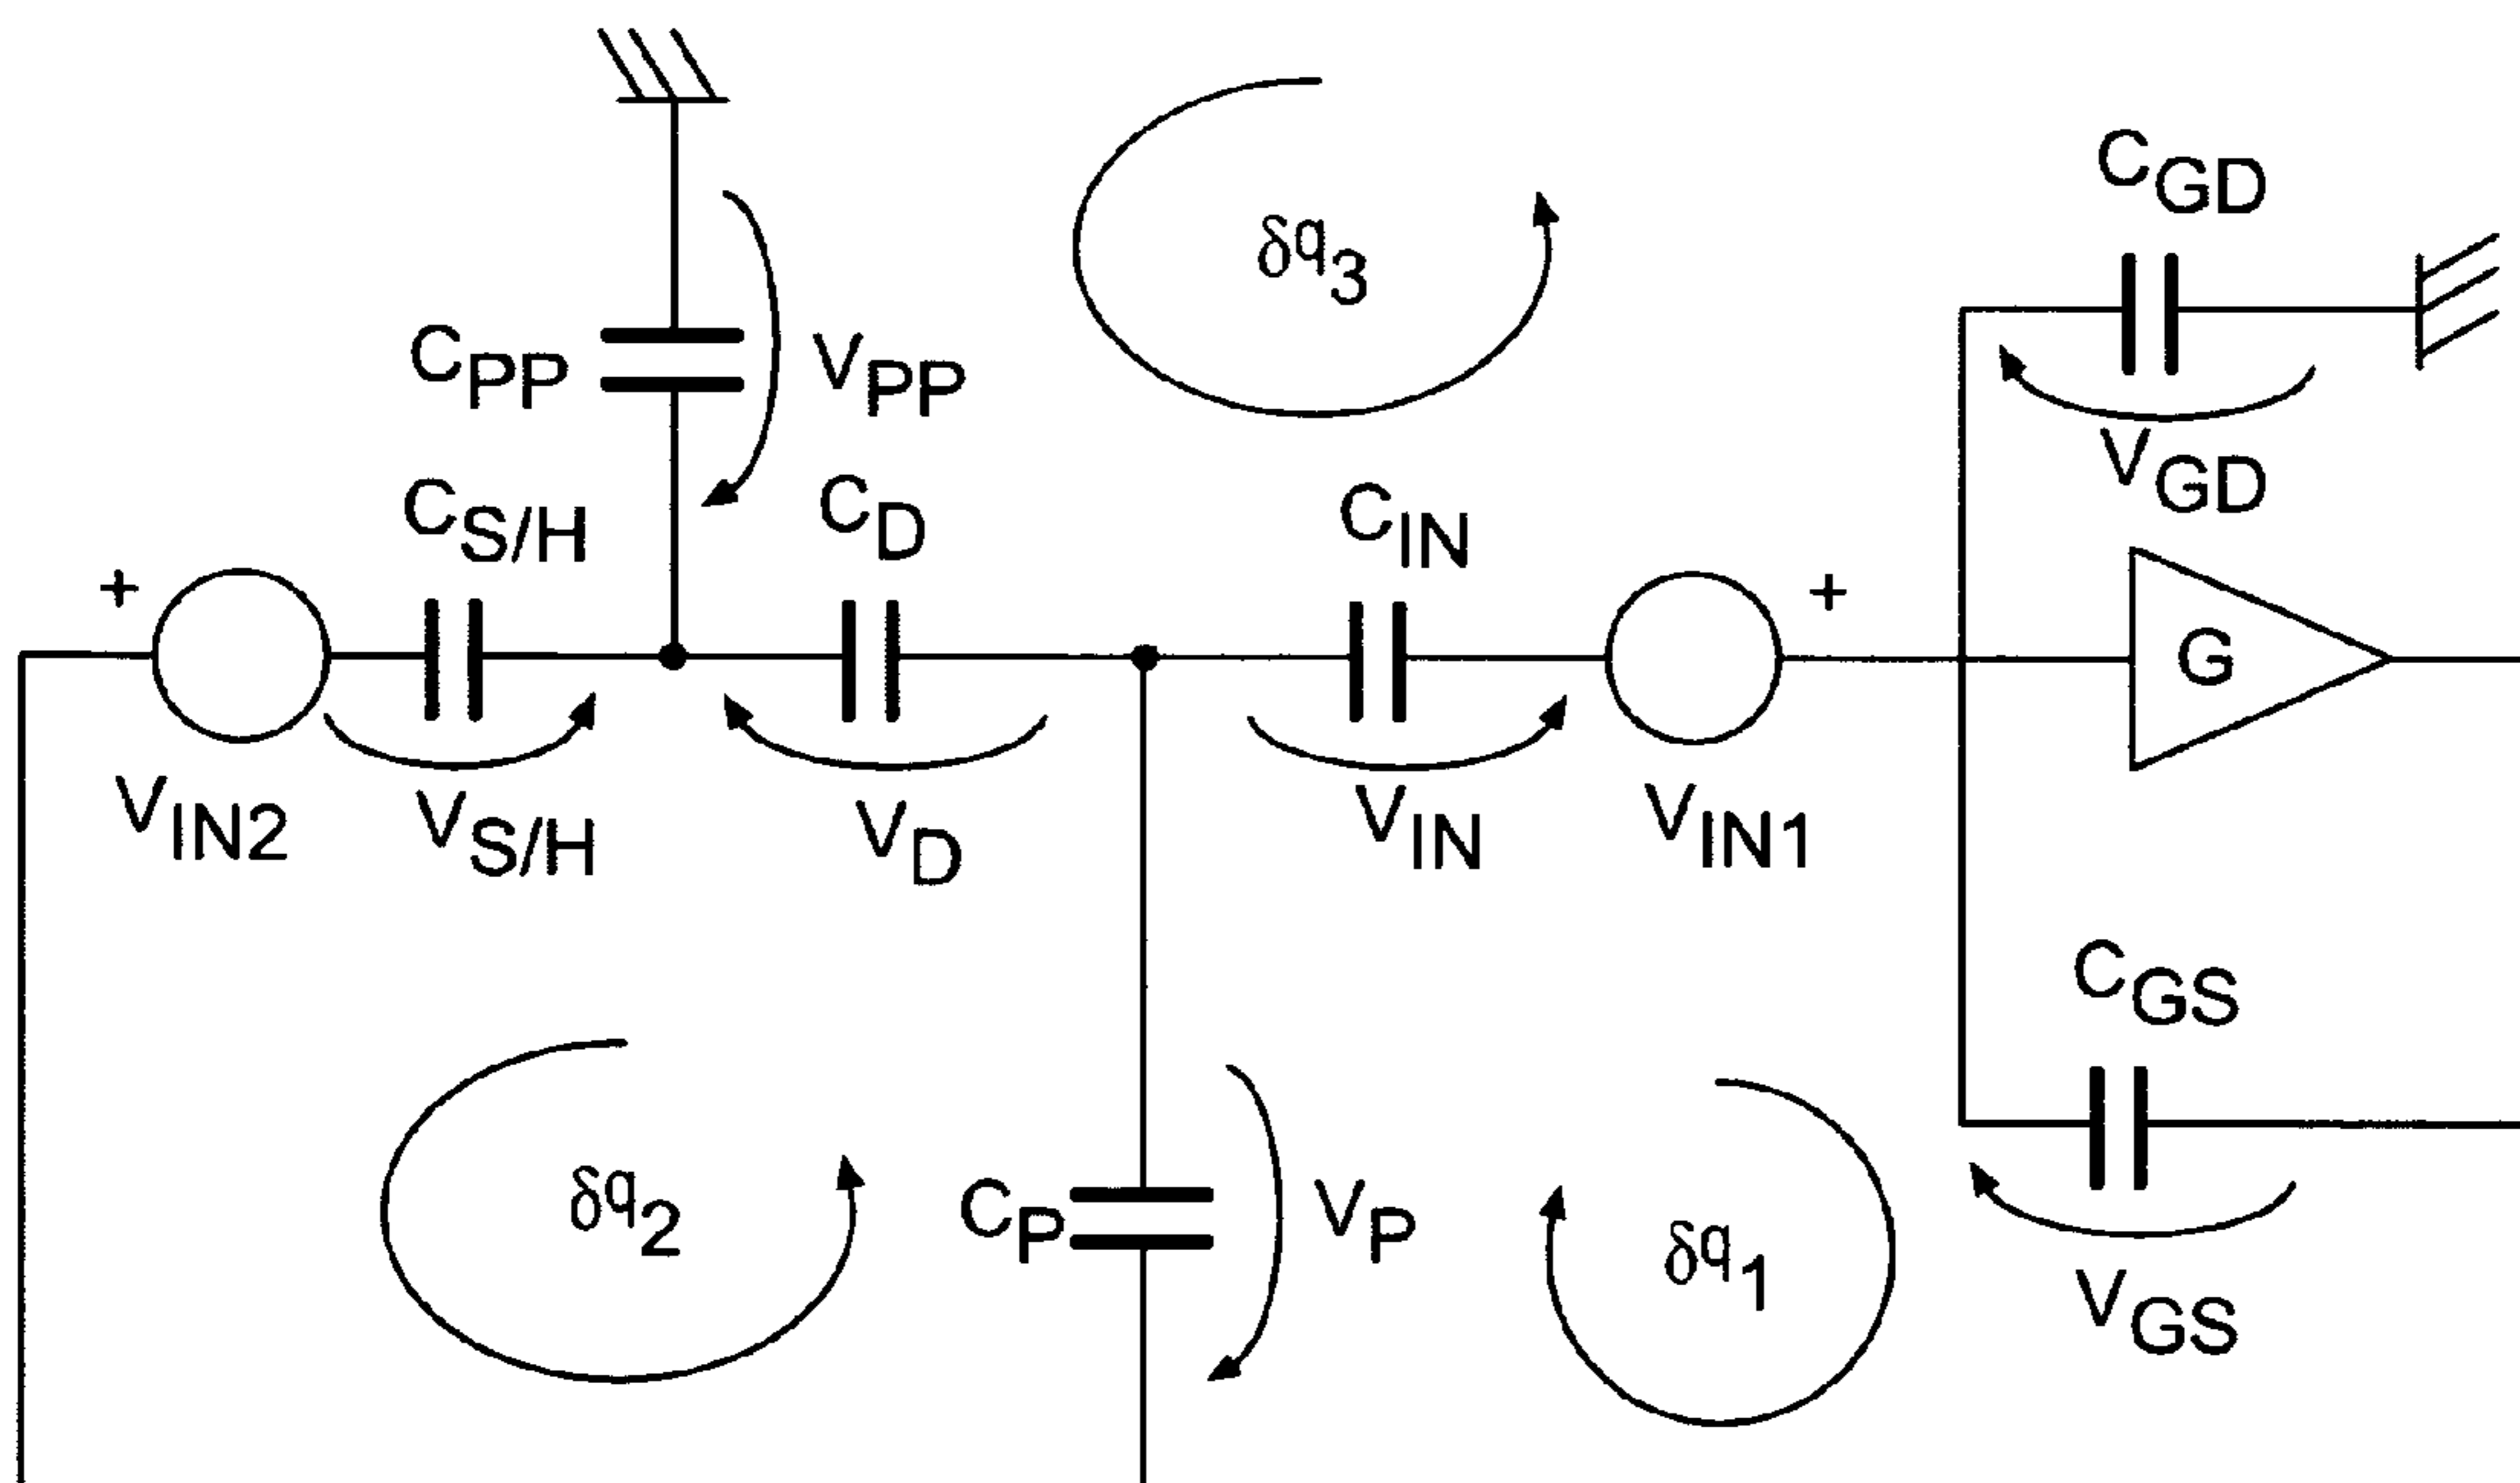 δq3
CGD
CPP
VPP
VGD
CS/H
CD
CIN
+
+
G
VIN2
VS/H
VD
VIN
VIN1
CGS
δq2
CP
VP
δq1
VGS